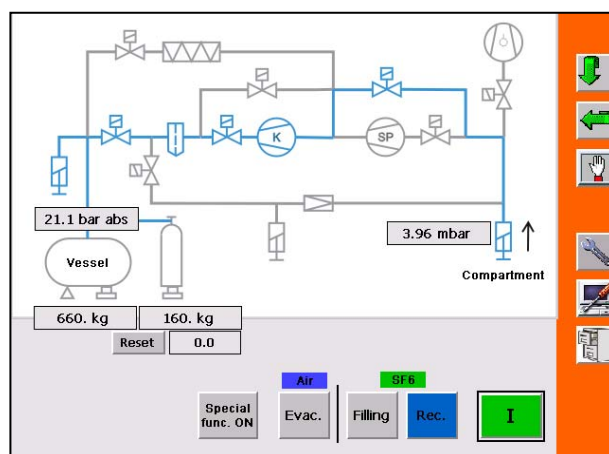 K
SP
21.1 bar abs
3.96 mbar
Vessel
Compartment
660. kg
160. kg
Reset
0.0
Air
SF6
Special
func. ON
Evac.
Filling
Rec.
I